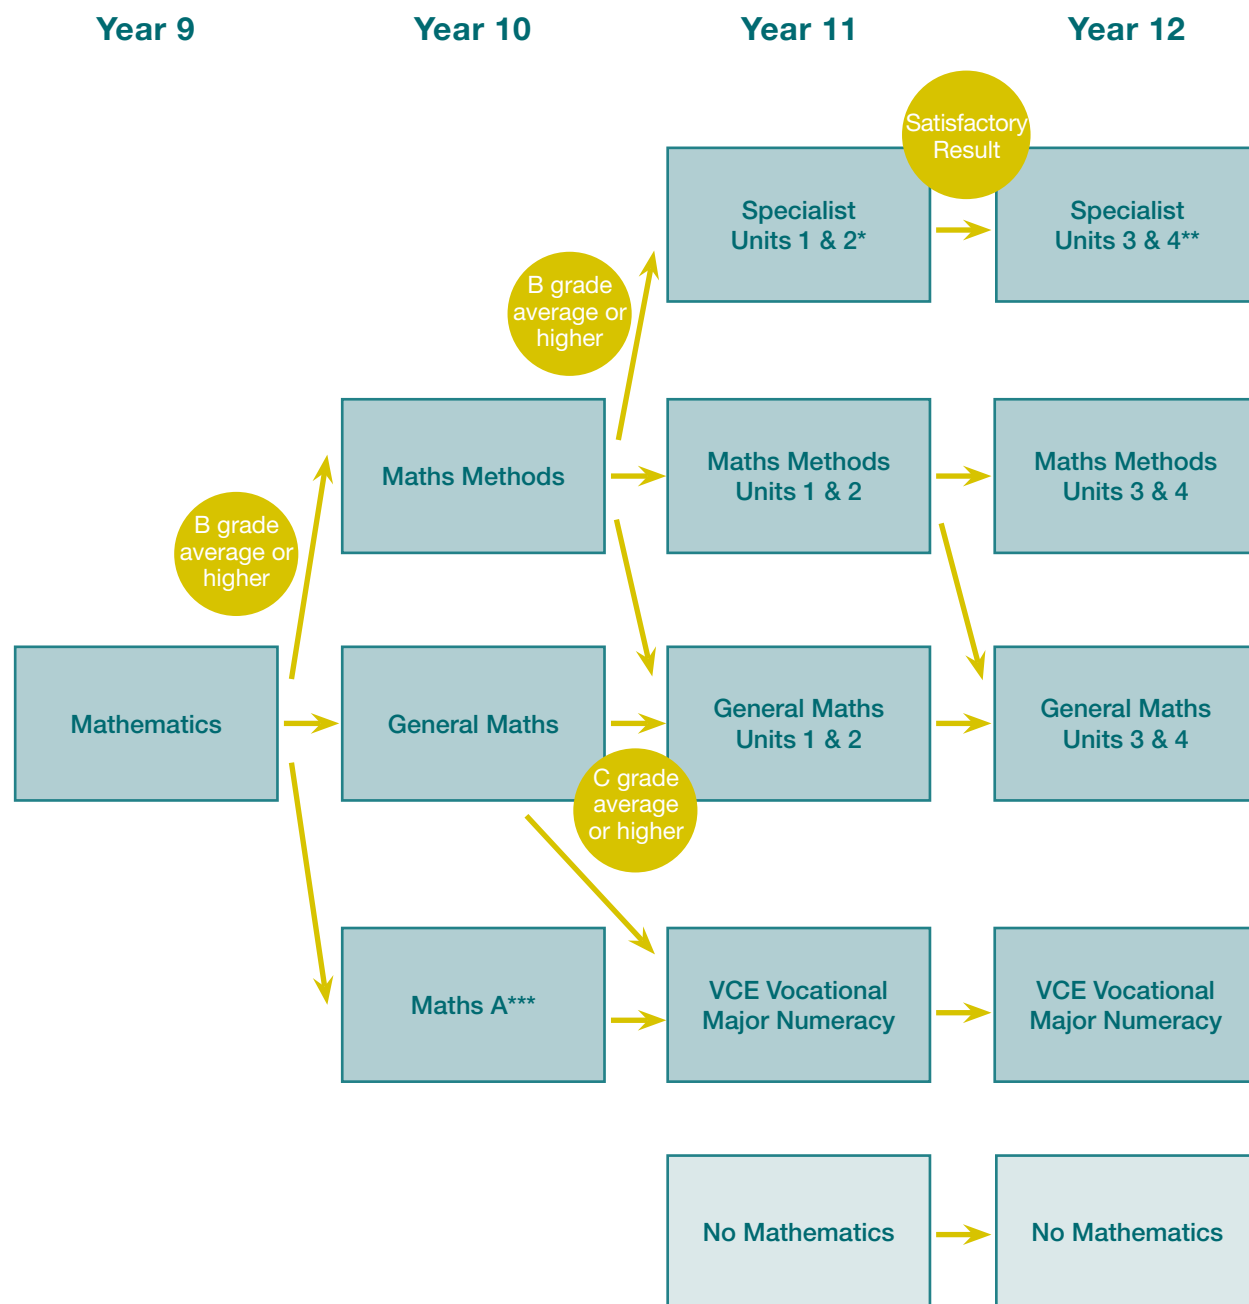 Year 9
Year 10
Year 11
Year 12
Satisfactory
Result
Specialist
Units 1 & 2*
Specialist
Units 3 & 4**
B grade
average or
higher
Maths Methods
Maths Methods
Units 1 & 2
Maths Methods
Units 3 & 4
B grade
average or
higher
Mathematics
General Maths
General Maths
Units 1 & 2
General Maths
Units 3 & 4
C grade
average
or higher
Maths A***
VCE Vocational
Major Numeracy
VCE Vocational
Major Numeracy
No Mathematics
No Mathematics